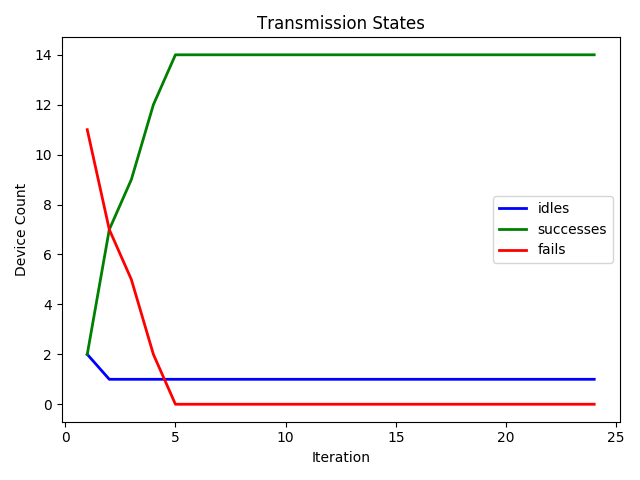 Transmission States
Device Count
14
12
10
8
6
4
2
0
idles
successes
fails
0 5 10 15 20 25
Iteration